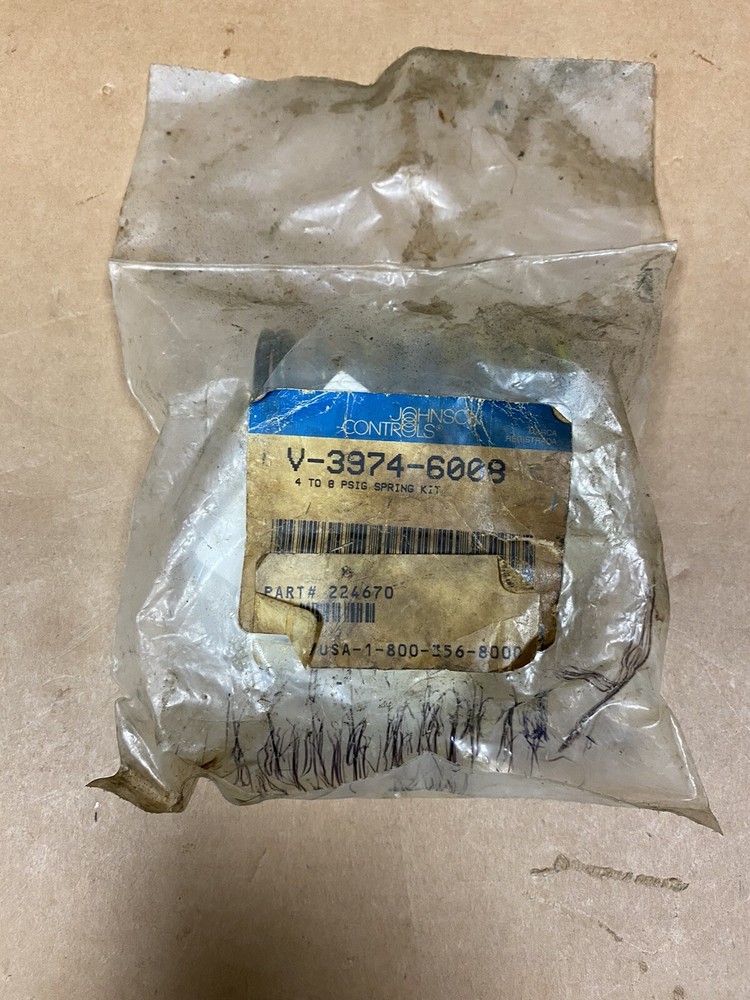 JOHNSON
CONTROLS
MARCA
REGISTRADA
V-3974-6008
4 TO 8 PSIG SPRING KIT
PART# 224670
USA-1-800-356-8000